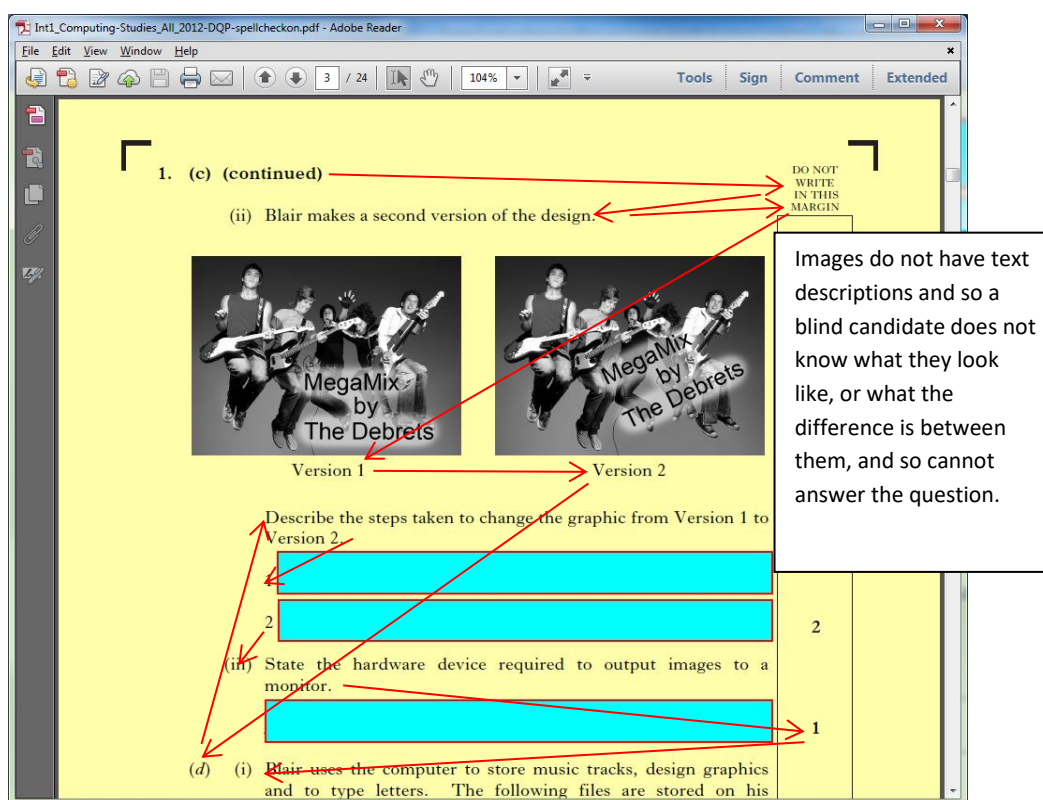 Int1_Computing-Studies_All_2012-DQP-spellcheckon.pdf - Adobe Reader
File Edit View Window Help
3 / 24 104% Tools Sign Comment Extended
1. (c) (continued)
DO NOT
WRITE
IN THIS
MARGIN
(ii) Blair makes a second version of the design.
MegaMix
by
The Debrets
MegaMix
by
The Debrets
Version 1 Version 2
Images do not have text
descriptions and so a
blind candidate does not
know what they look
like, or what the
difference is between
them, and so cannot
answer the question.
Describe the steps taken to change the graphic from Version 1 to
Version 2.
1
2 2
(iii) State the hardware device required to output images to a
monitor.
1
(d) (i) Blair uses the computer to store music tracks, design graphics
and to type letters. The following files are stored on his